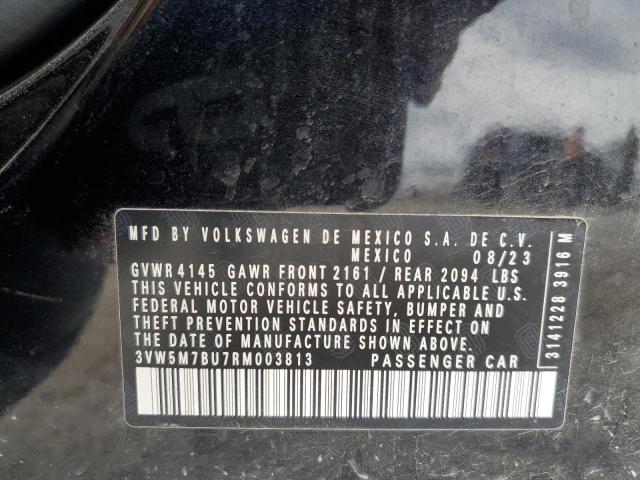 MFD BY VOLKSWAGEN DE MEXICO S.A. DE C.V.
MEXICO 08/23
GVWR 4145 GAWR FRONT 2161 / REAR 2094 LBS
THIS VEHICLE CONFORMS TO ALL APPLICABLE U.S.
FEDERAL MOTOR VEHICLE SAFETY, BUMPER AND
THEFT PREVENTION STANDARDS IN EFFECT ON
THE DATE OF MANUFACTURE SHOWN ABOVE
3VW5M7BU7RM003813 PASSENGER CAR
3141228 3916 M